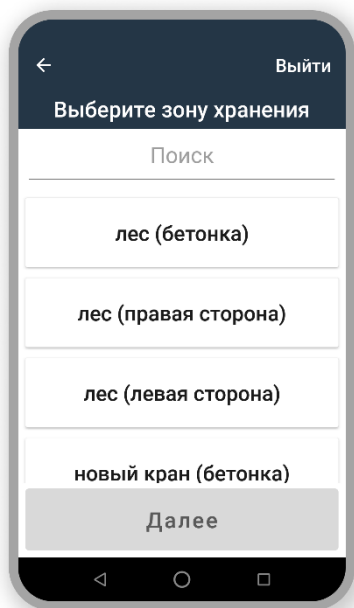 Выйти
Выберите зону хранения
Поиск
лес (бетонка)
лес (правая сторона)
лес (левая сторона)
новый кран (бетонка)
Далее